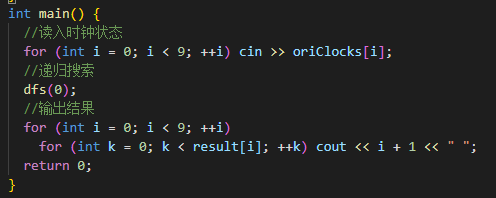 int main() {
//读入时钟状态
for (int i = 0; i < 9; ++i) cin >> oriClocks[i];
//递归搜索
dfs(0);
//输出结果
for (int i = 0; i < 9; ++i)
for (int k = 0; k < result[i]; ++k) cout << i + 1 << " ";
return 0;
}